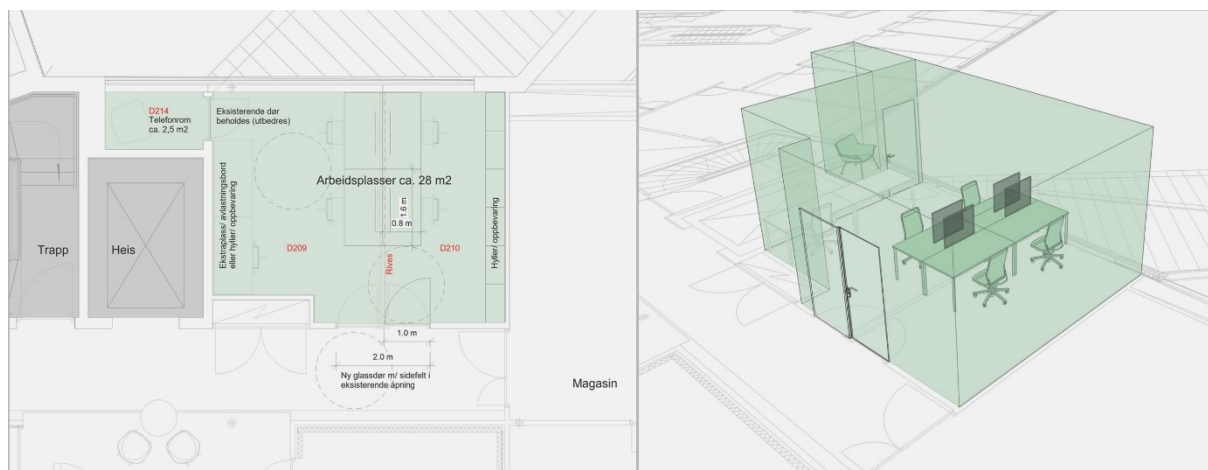 D214
Telefonrom
ca. 2,5 m2
Eksisterende dør
beholdes (utbedres)
Arbeidsplasser ca. 28 m2
1.6 m
0.8 m
Ekstraplass/ avlastningsbord
eller hyller/ oppbevaring
D209
Rives
D210
Hyller/ oppbevaring
Trapp
Heis
1.0 m
2.0 m
Ny glassdør m/ sidefelt i
eksisterende åpning
Magasin